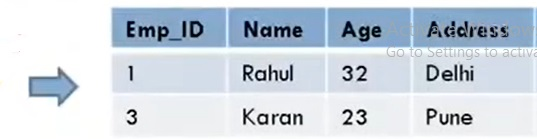 Emp_ID Name Age Address
Go to Settings to activa
1 Rahul 32 Delhi
3 Karan 23 Pune